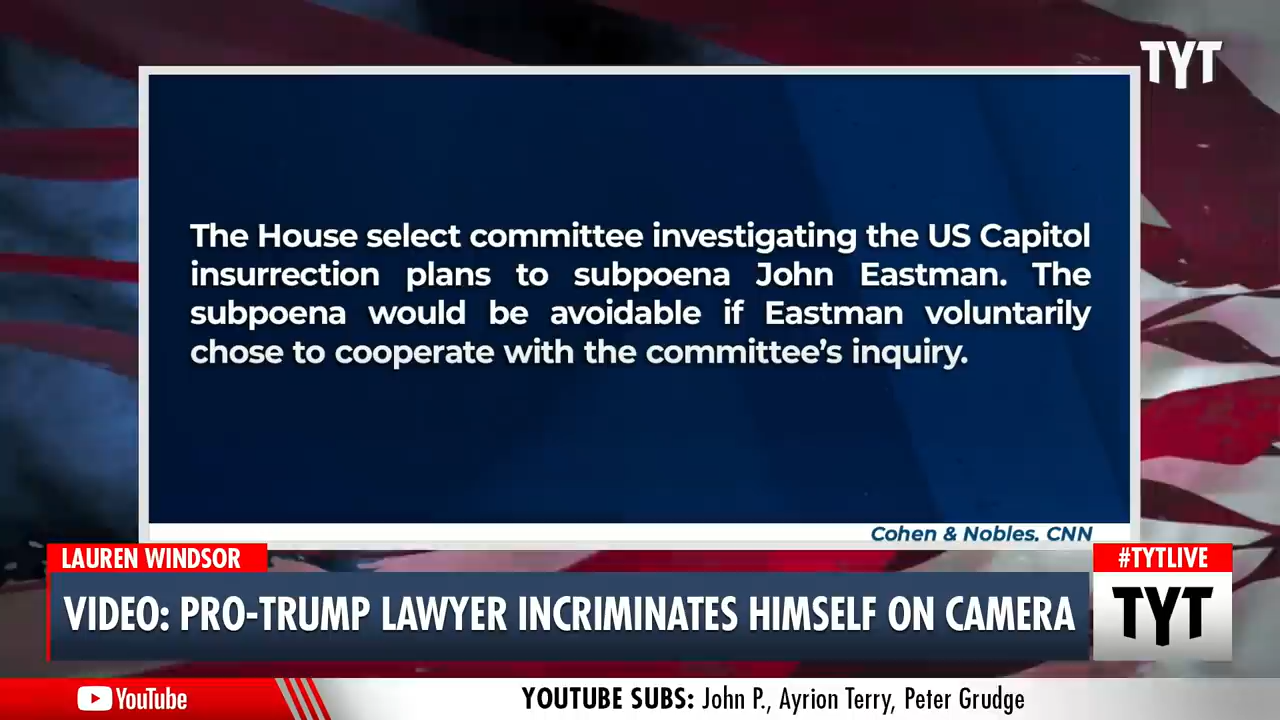 TYT
The House select committee investigating the US Capitol
insurrection plans to subpoena John Eastman. The
subpoena would be avoidable if Eastman voluntarily
chose to cooperate with the committee’s inquiry.
Cohen & Nobles, CNN
LAUREN WINDSOR
#TYTLIVE
VIDEO: PRO-TRUMP LAWYER INCRIMINATES HIMSELF ON CAMERA
TYT
YouTube
YOUTUBE SUBS: John P., Ayrion Terry, Peter Grudge